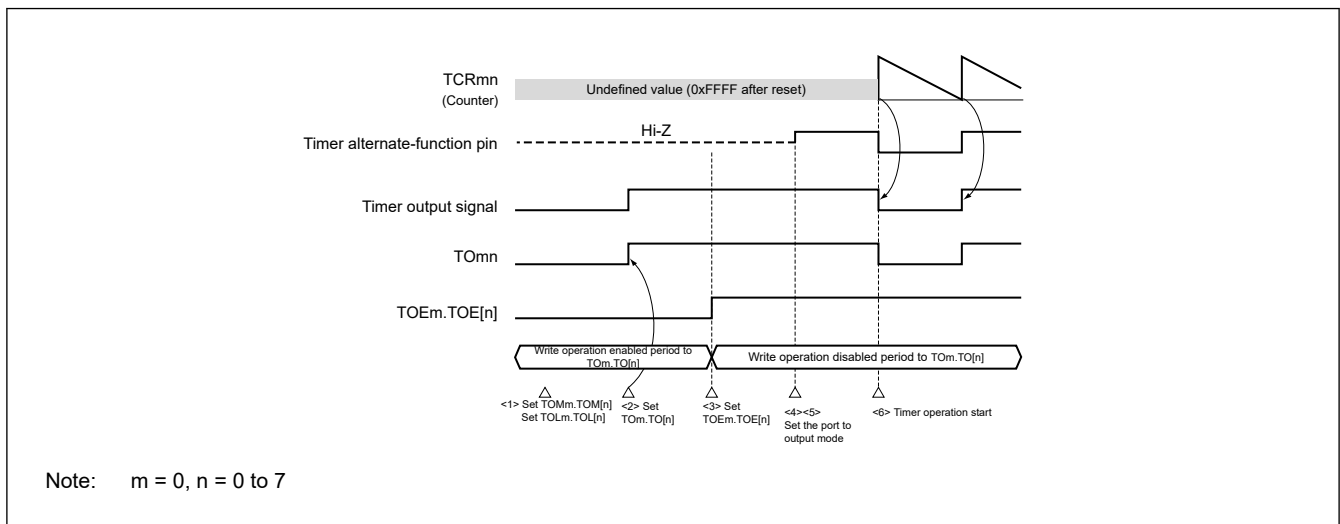 TCRmn
(Counter)
Undefined value (0xFFFF after reset)
Timer alternate-function pin
Hi-Z
Timer output signal
TOmn
TOEm.TOE[n]
Write operation enabled period to
TOm.TO[n]
Write operation disabled period to TOm.TO[n]
<1> Set TOMm.TOM[n]
Set TOLm.TOL[n]
<2> Set
TOm.TO[n]
<3> Set
TOEm.TOE[n]
<4><5>
Set the port to
output mode
<6> Timer operation start
Note: m = 0, n = 0 to 7